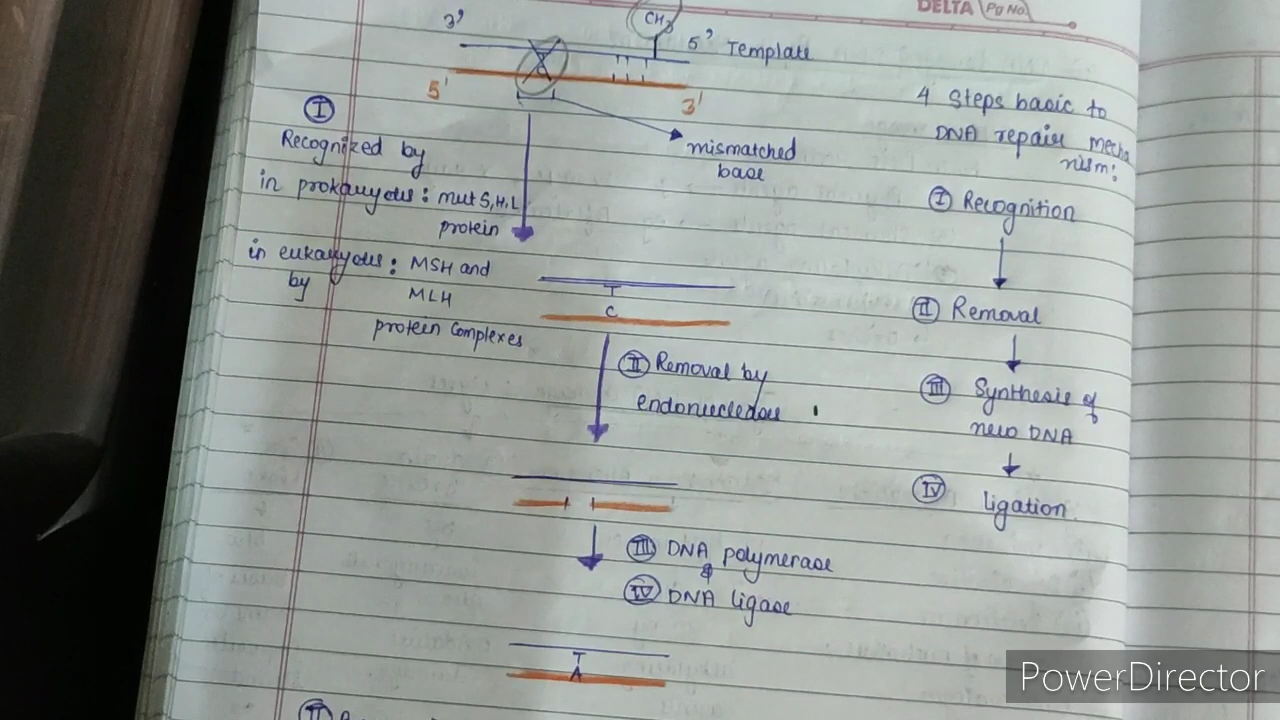 DELTA Pg No.
CH3
3'
5' Template
5'
3'
mismatched
base
I
Recognized by
in prokaryotes: mut S, H, L
protein
in eukaryotes: MSH and
by
MLH
protein complexes
T
C
II Removal by
endonuclease
III DNA polymerase
&
IV DNA ligase
T
A
II
4 Steps basic to
DNA repair mecha
nism:
I Recognition
II Removal
III Synthesis of
new DNA
IV ligation
PowerDirector